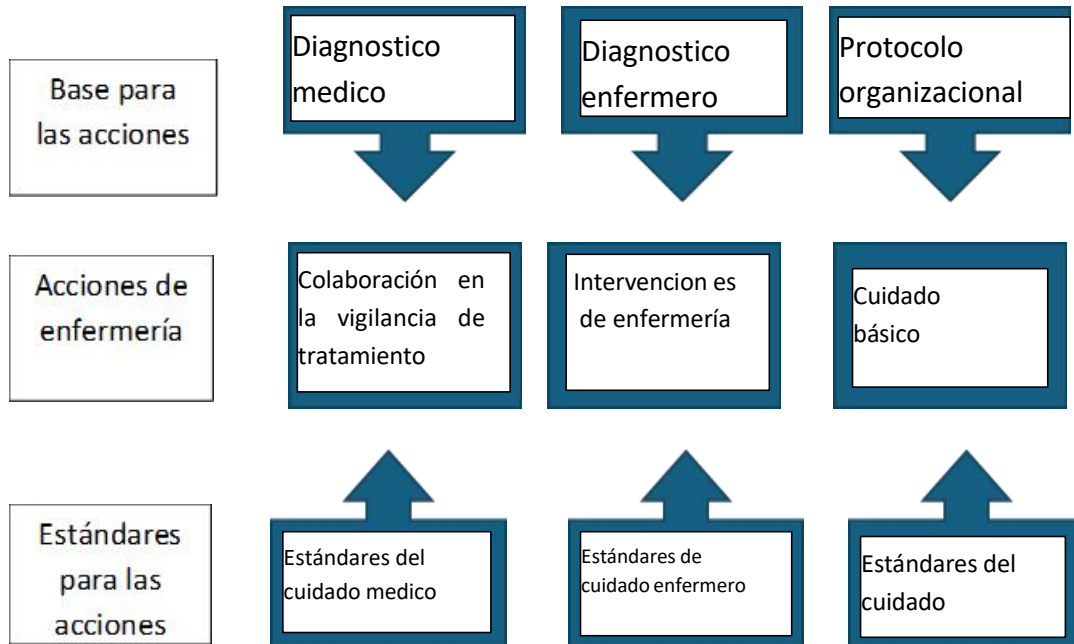 Base para
las acciones
Diagnostico
medico
Diagnostico
enfermero
Protocolo
organizacional
Acciones de
enfermería
Colaboración en
la vigilancia de
tratamiento
Intervencion es
de enfermería
Cuidado
básico
Estándares
para las
acciones
Estándares del
cuidado medico
Estándares de
cuidado enfermero
Estándares del
cuidado